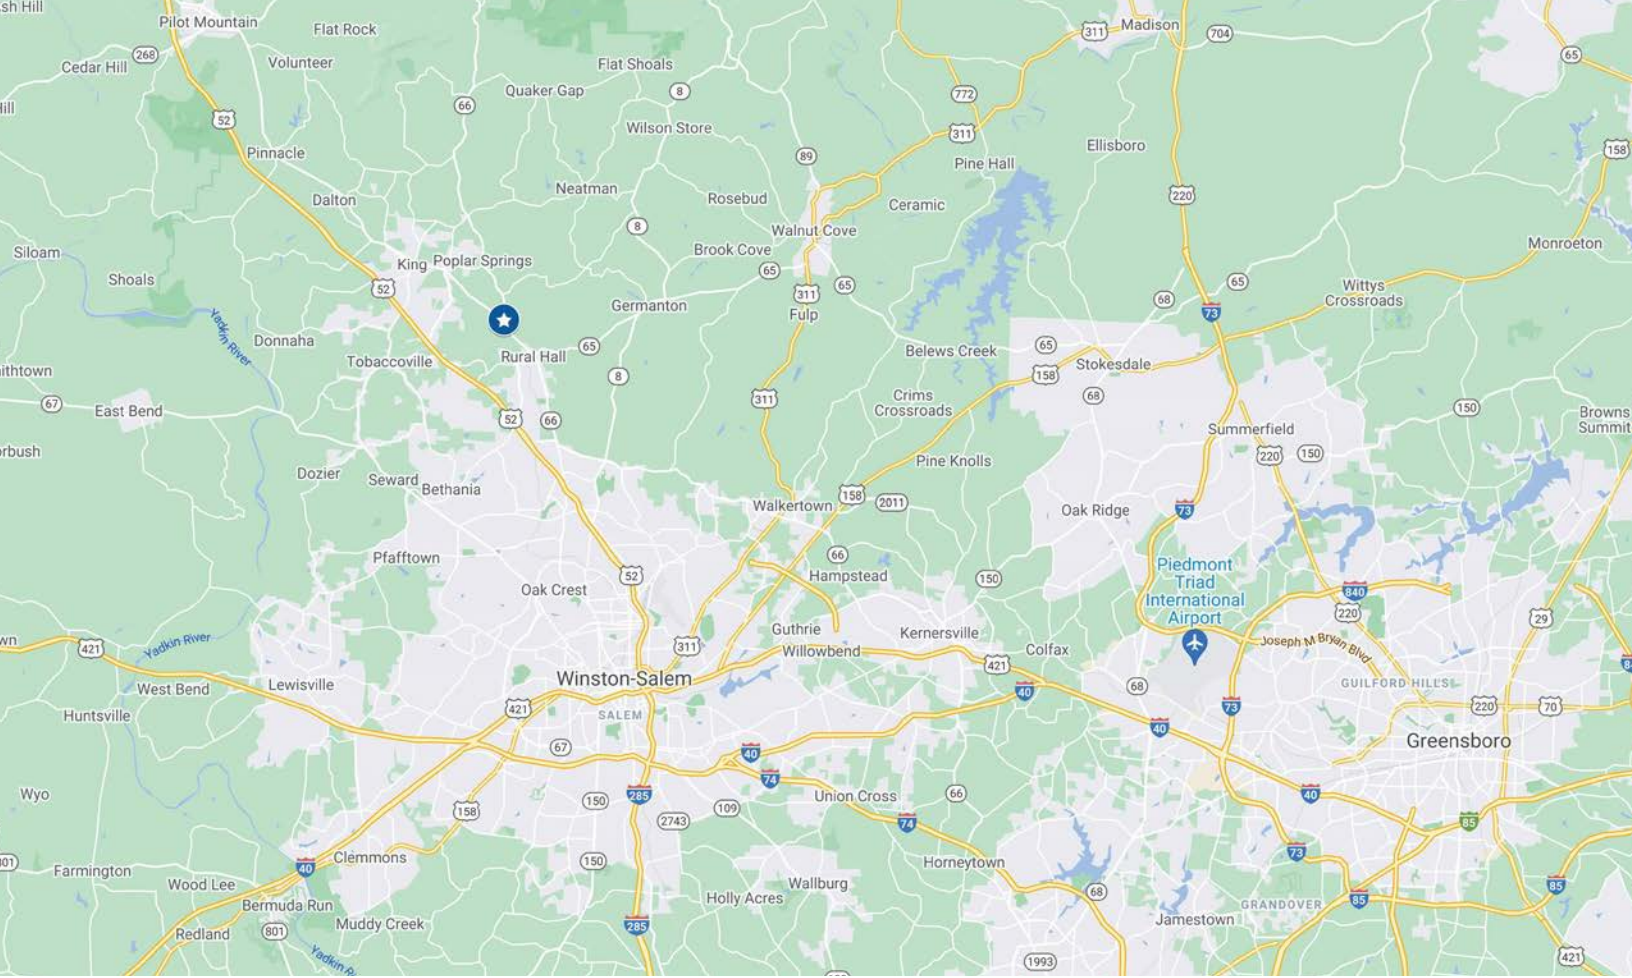 sh Hill
Pilot Mountain
Flat Rock
311
Madison
704
65
268
Cedar Hill
Volunteer
Flat Shoals
Quaker Gap
8
772
66
52
Wilson Store
311
Pinnacle
89
Pine Hall
Ellisboro
158
Neatman
Rosebud
Ceramic
220
Dalton
8
Walnut Cove
Siloam
King
Poplar Springs
Brook Cove
65
Monroeton
Shoals
52
65
65
Wittys
Crossroads
311
68
Germanton
Fulp
73
Yadkin River
Donnaha
Tobaccoville
Rural Hall
65
Belews Creek
65
Stokesdale
158
8
ithtown
67
East Bend
311
Crims
Crossroads
68
150
Browns
Summit
52
66
Summerfield
220
150
rbush
Dozier
Seward
Bethania
Pine Knolls
Walkertown
158
2011
Oak Ridge
73
Pfafftown
66
Piedmont
Triad
International
Airport
52
Oak Crest
Hampstead
150
840
220
29
Yadkin River
421
311
Guthrie
Willowbend
Kernersville
421
Colfax
Joseph M Bryan Blvd
West Bend
Lewisville
Winston-Salem
40
68
GUILFORD HILLS
73
220
70
Huntsville
421
SALEM
67
40
40
Greensboro
74
Wyo
285
150
109
Union Cross
66
40
158
2743
74
85
Clemmons
150
Horneytown
73
40
Farmington
Wood Lee
Wallburg
68
85
85
Bermuda Run
Holly Acres
GRANDOVER
Redland
801
Muddy Creek
285
Jamestown
Yadkin R
1993
421